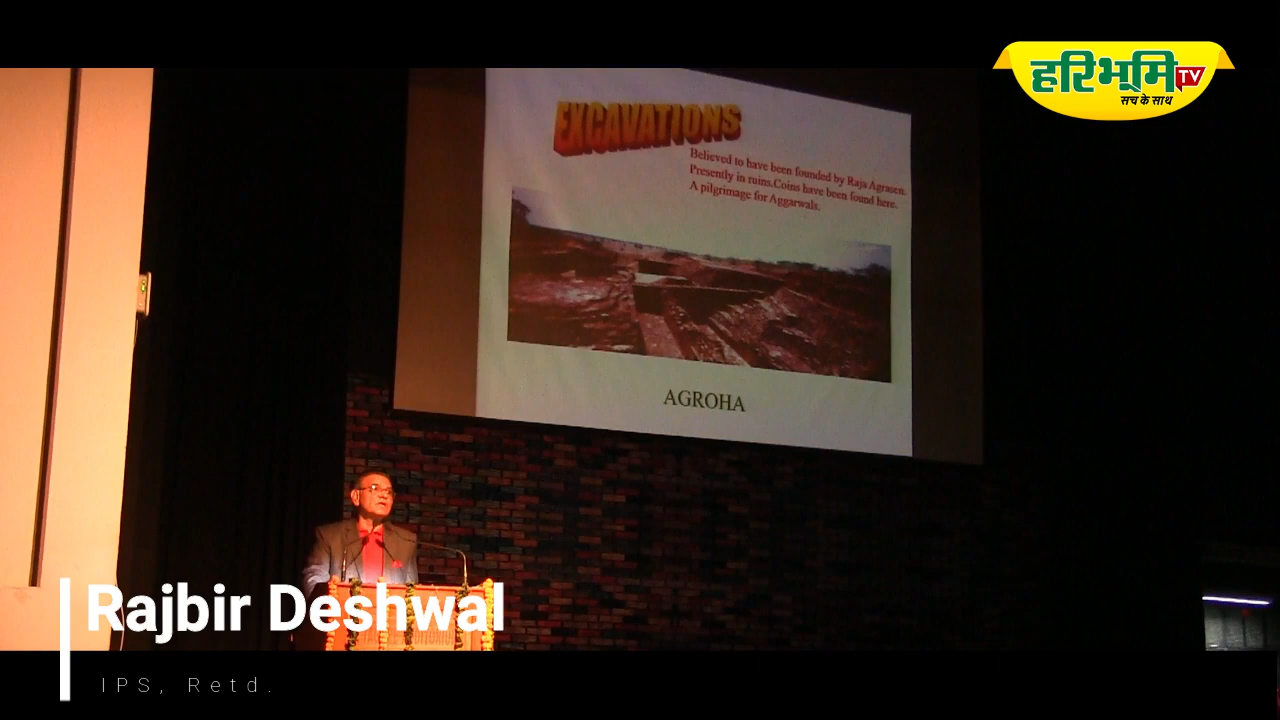 हरिभूमि TV
सच के साथ
EXCAVATIONS
Believed to have been founded by Raja Agrasen.
Presently in ruins.Coins have been found here.
A pilgrimage for Aggarwals.
AGROHA
Rajbir Deshwal
IPS, Retd.